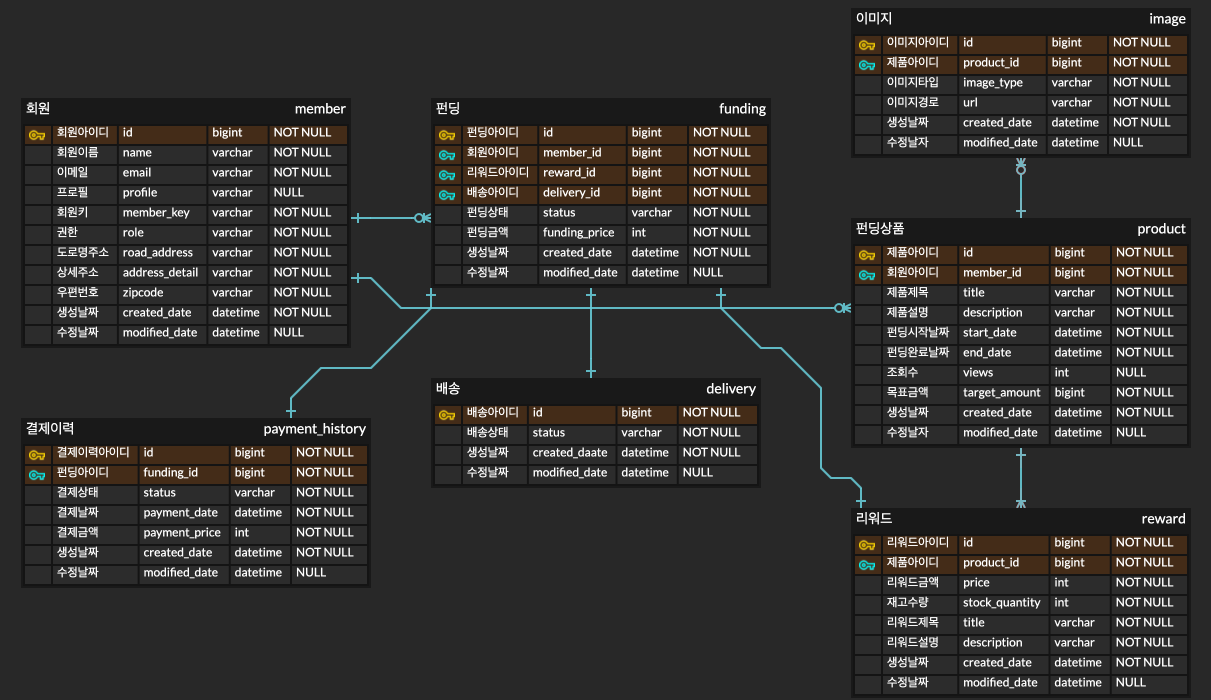 이미지 image
이미지아이디 id bigint NOT NULL
제품아이디 product_id bigint NOT NULL
이미지타입 image_type varchar NOT NULL
이미지경로 url varchar NOT NULL
생성날짜 created_date datetime NOT NULL
수정날자 modified_date datetime NULL
회원 member
회원아이디 id bigint NOT NULL
회원이름 name varchar NOT NULL
이메일 email varchar NOT NULL
프로필 profile varchar NULL
회원키 member_key varchar NOT NULL
권한 role varchar NOT NULL
도로명주소 road_address varchar NOT NULL
상세주소 address_detail varchar NOT NULL
우편번호 zipcode varchar NOT NULL
생성날짜 created_date datetime NOT NULL
수정날짜 modified_date datetime NULL
펀딩 funding
펀딩아이디 id bigint NOT NULL
회원아이디 member_id bigint NOT NULL
리워드아이디 reward_id bigint NOT NULL
배송아이디 delivery_id bigint NOT NULL
펀딩상태 status varchar NOT NULL
펀딩금액 funding_price int NOT NULL
생성날짜 created_date datetime NOT NULL
수정날짜 modified_date datetime NULL
펀딩상품 product
제품아이디 id bigint NOT NULL
회원아이디 member_id bigint NOT NULL
제품제목 title varchar NOT NULL
제품설명 description varchar NOT NULL
펀딩시작날짜 start_date datetime NOT NULL
펀딩완료날짜 end_date datetime NOT NULL
조회수 views int NULL
목표금액 target_amount bigint NOT NULL
생성날짜 created_date datetime NOT NULL
수정날자 modified_date datetime NULL
배송 delivery
배송아이디 id bigint NOT NULL
배송상태 status varchar NOT NULL
생성날짜 created_daate datetime NOT NULL
수정날짜 modified_date datetime NULL
결제이력 payment_history
결제이력아이디 id bigint NOT NULL
펀딩아이디 funding_id bigint NOT NULL
결제상태 status varchar NOT NULL
결제날짜 payment_date datetime NOT NULL
결제금액 payment_price int NOT NULL
생성날짜 created_date datetime NOT NULL
수정날짜 modified_date datetime NULL
리워드 reward
리워드아이디 id bigint NOT NULL
제품아이디 product_id bigint NOT NULL
리워드금액 price int NOT NULL
재고수량 stock_quantity int NOT NULL
리워드제목 title varchar NOT NULL
리워드설명 description varchar NOT NULL
생성날짜 created_date datetime NOT NULL
수정날짜 modified_date datetime NULL